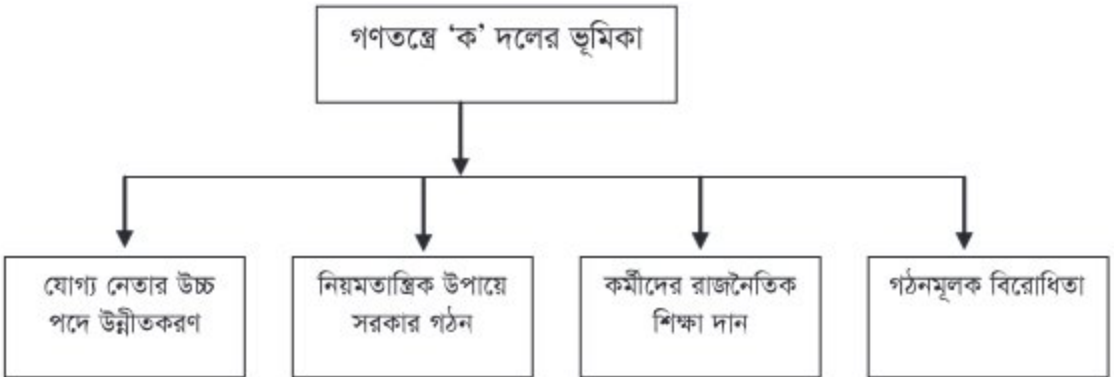 গণতন্ত্রে ‘ক’ দলের ভূমিকা
যোগ্য নেতার উচ্চ
পদে উন্নীতকরণ
নিয়মতান্ত্রিক উপায়ে
সরকার গঠন
কর্মীদের রাজনৈতিক
শিক্ষা দান
গঠনমূলক বিরোধিতা